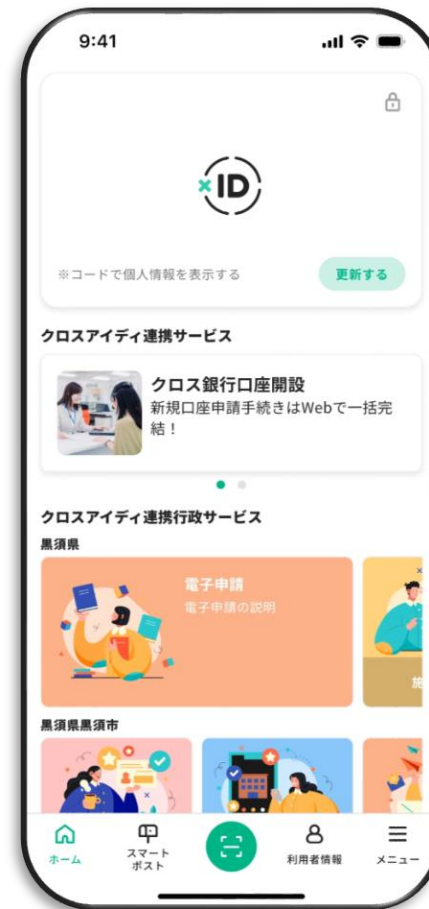 9:41
×ID
※コードで個人情報を表示する
更新する
クロスアイディ連携サービス
クロス銀行口座開設
新規口座申請手続きはWebで一括完
結！
クロスアイディ連携行政サービス
黒須県
電子申請
電子申請の説明
施
黒須県黒須市
ホーム
スマート
ポスト
利用者情報
メニュー